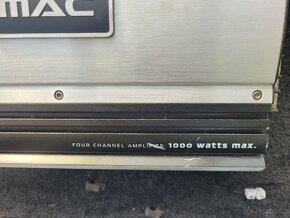 MAC
FOUR CHANNEL AMPLIFIER 1000 watts max.